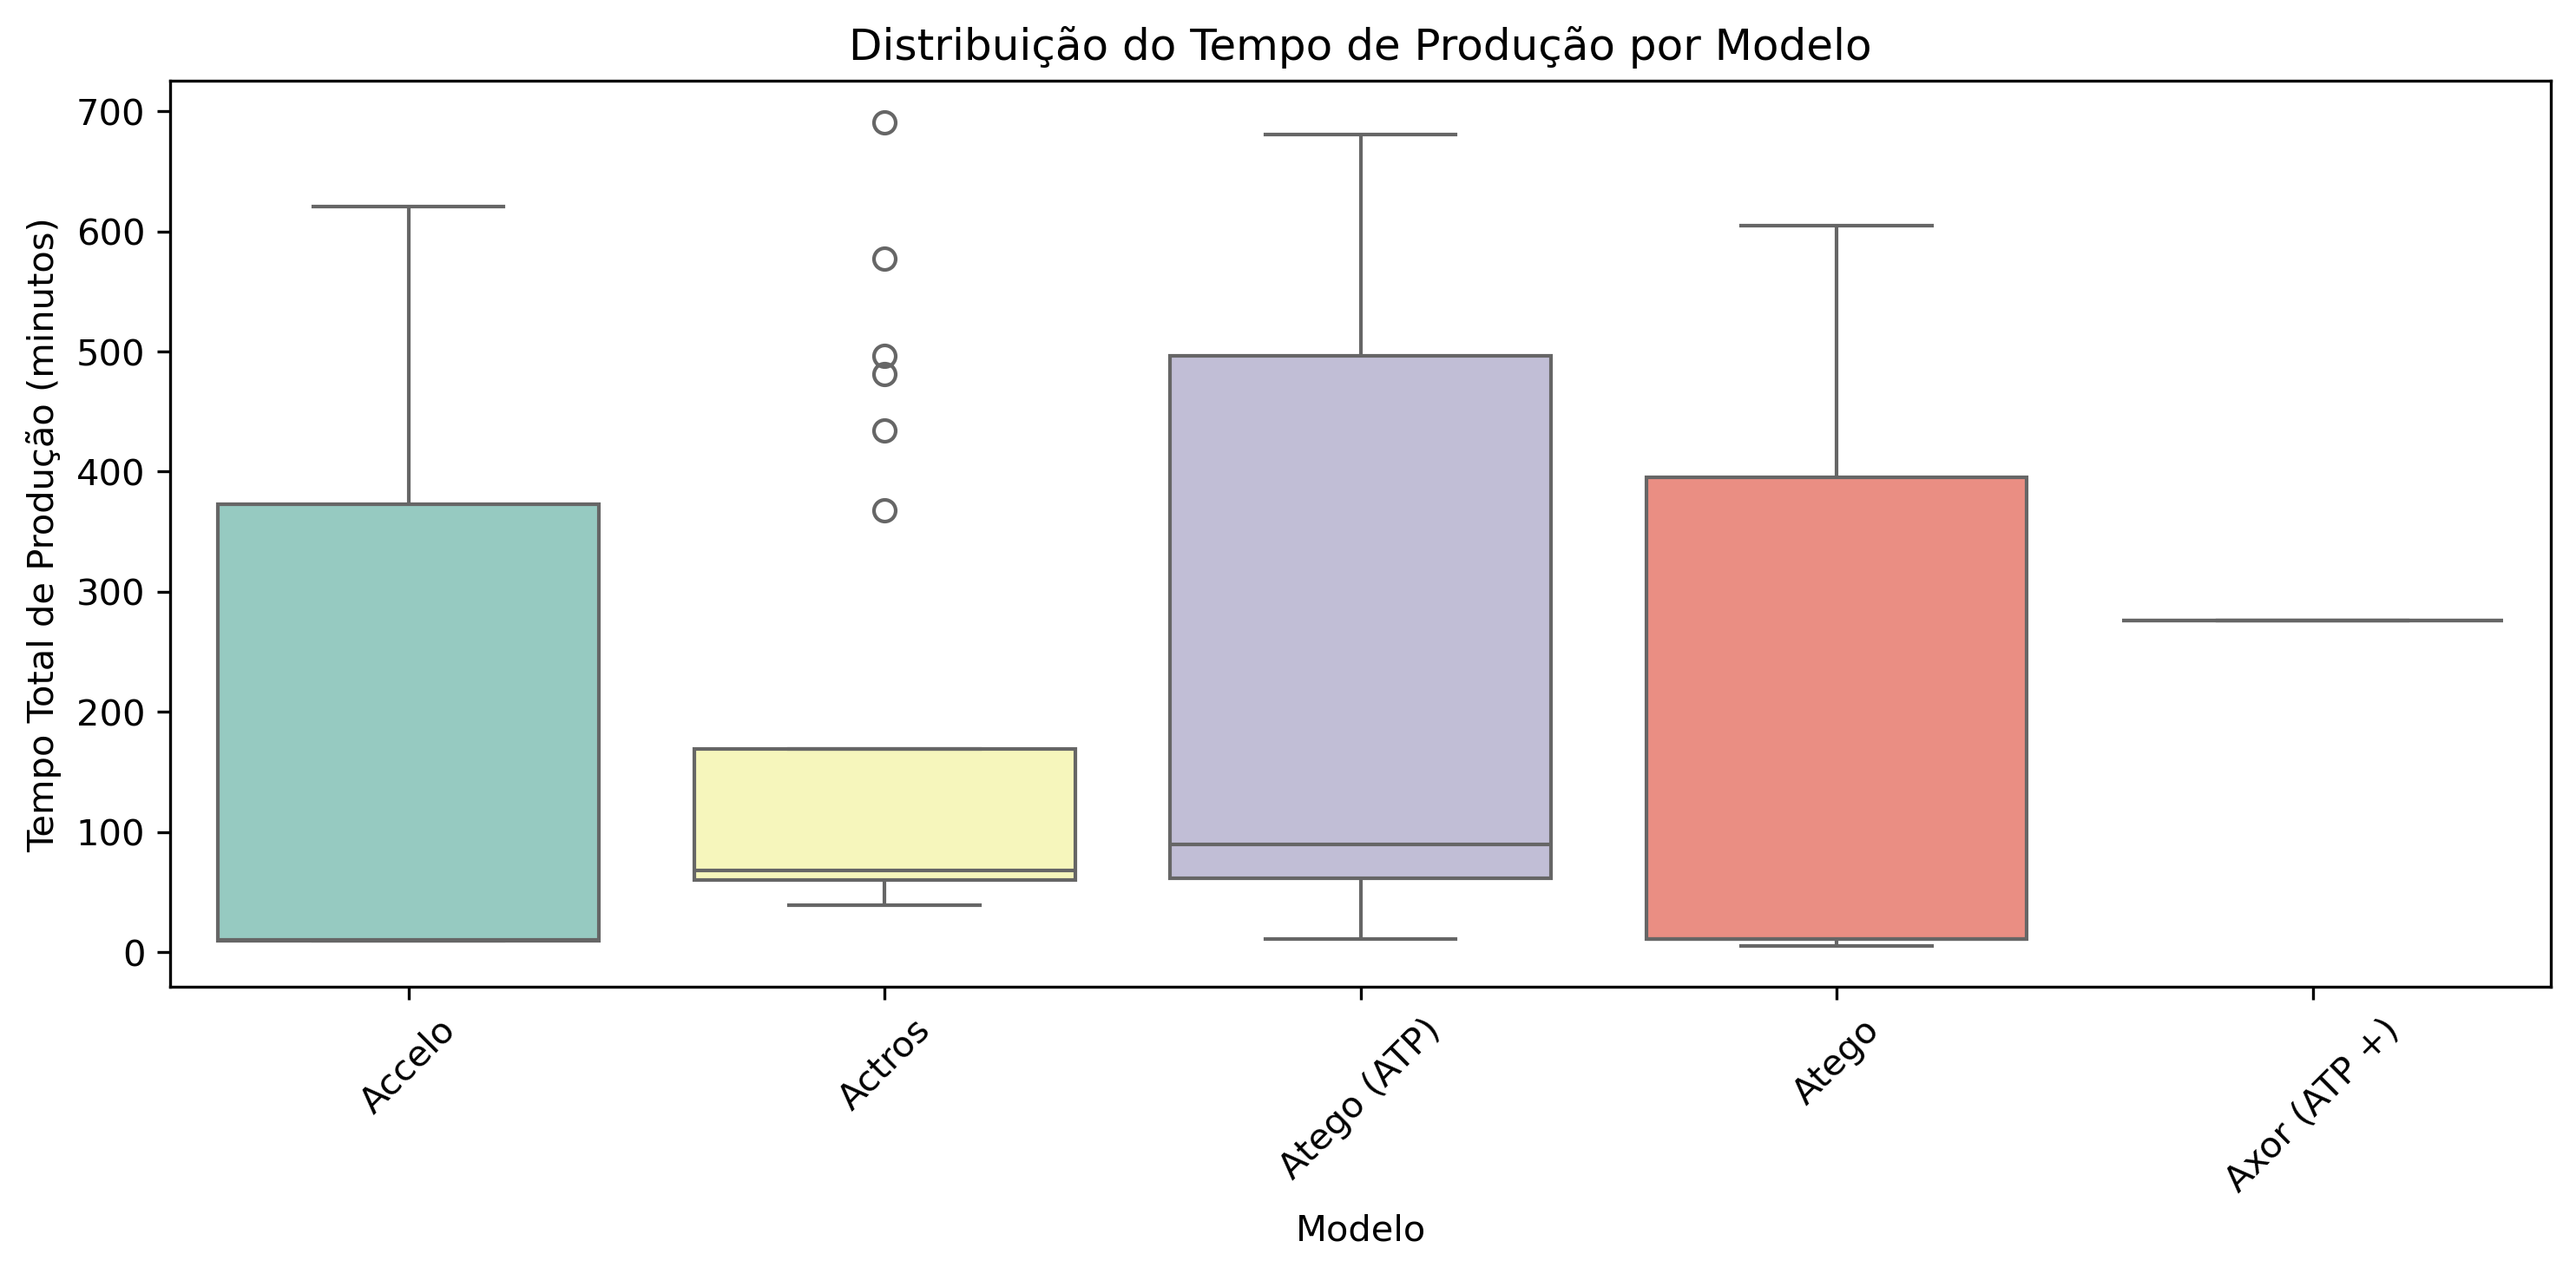 Distribuição do Tempo de Produção por Modelo
Tempo Total de Produção (minutos)
700
600
500
400
300
200
100
0
Accelo
Actros
Atego (ATP)
Atego
Axor (ATP +)
Modelo